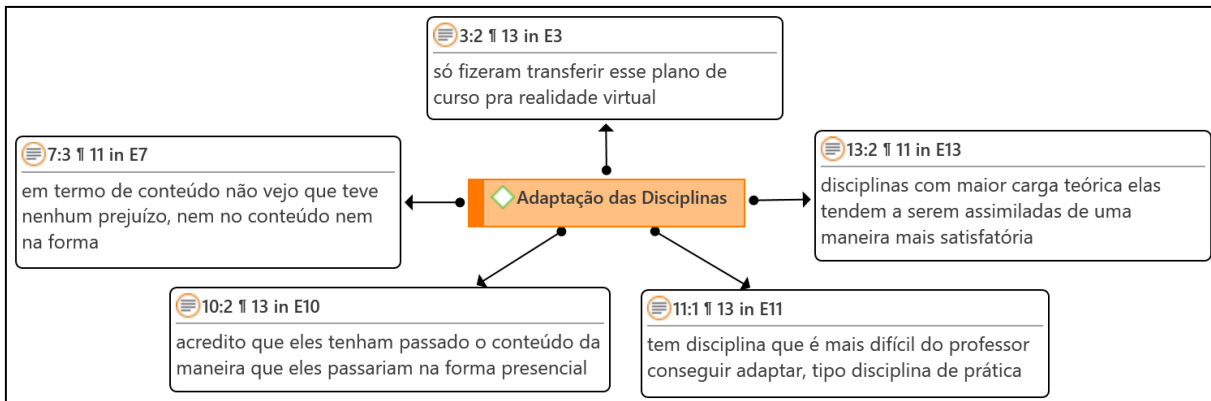 3:2 ¶ 13 in E3
só fizeram transferir esse plano de
curso pra realidade virtual
7:3 ¶ 11 in E7
em termo de conteúdo não vejo que teve
nenhum prejuízo, nem no conteúdo nem
na forma
Adaptação das Disciplinas
13:2 ¶ 11 in E13
disciplinas com maior carga teórica elas
tendem a serem assimiladas de uma
maneira mais satisfatória
10:2 ¶ 13 in E10
acredito que eles tenham passado o conteúdo da
maneira que eles passariam na forma presencial
11:1 ¶ 13 in E11
tem disciplina que é mais difícil do professor
conseguir adaptar, tipo disciplina de prática